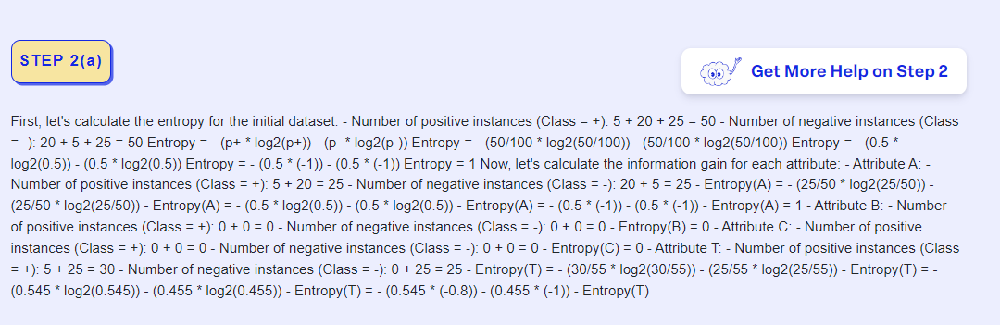 STEP 2(a)
Get More Help on Step 2
First, let's calculate the entropy for the initial dataset: - Number of positive instances (Class = +): 5 + 20 + 25 = 50 - Number of negative instances (Class
= -): 20 + 5 + 25 = 50 Entropy = - (p+ * log2(p+)) - (p- * log2(p-)) Entropy = - (50/100 * log2(50/100)) - (50/100 * log2(50/100)) Entropy = - (0.5 *
log2(0.5)) - (0.5 * log2(0.5)) Entropy = - (0.5 * (-1)) - (0.5 * (-1)) Entropy = 1 Now, let's calculate the information gain for each attribute: - Attribute A: -
Number of positive instances (Class = +): 5 + 20 = 25 - Number of negative instances (Class = -): 20 + 5 = 25 - Entropy(A) = - (25/50 * log2(25/50)) -
(25/50 * log2(25/50)) - Entropy(A) = - (0.5 * log2(0.5)) - (0.5 * log2(0.5)) - Entropy(A) = - (0.5 * (-1)) - (0.5 * (-1)) - Entropy(A) = 1 - Attribute B: - Number
of positive instances (Class = +): 0 + 0 = 0 - Number of negative instances (Class = -): 0 + 0 = 0 - Entropy(B) = 0 - Attribute C: - Number of positive
instances (Class = +): 0 + 0 = 0 - Number of negative instances (Class = -): 0 + 0 = 0 - Entropy(C) = 0 - Attribute T: - Number of positive instances (Class
= +): 5 + 25 = 30 - Number of negative instances (Class = -): 0 + 25 = 25 - Entropy(T) = - (30/55 * log2(30/55)) - (25/55 * log2(25/55)) - Entropy(T) = -
(0.545 * log2(0.545)) - (0.455 * log2(0.455)) - Entropy(T) = - (0.545 * (-0.8)) - (0.455 * (-1)) - Entropy(T)